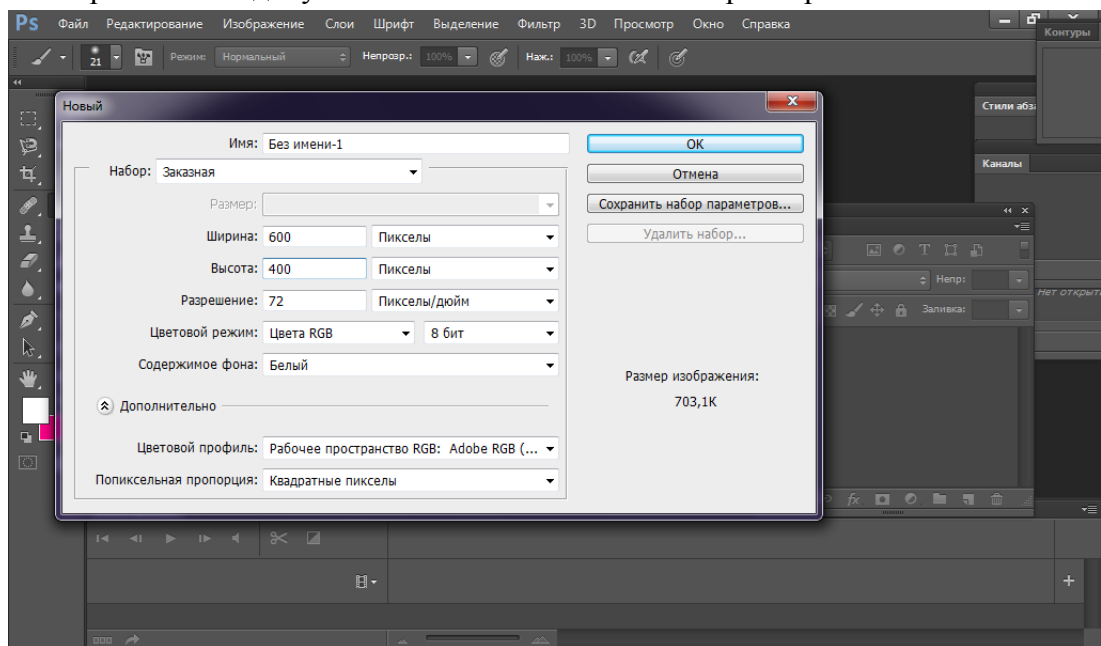 Ps Файл Редактирование Изображение Слои Шрифт Выделение Фильтр 3D Просмотр Окно Справка
21 Режим: Нормальный Непрозр.: 100% Наж.: 100%
Контуры
Новый
Стили абз
Имя: Без имени-1
OK
Набор: Заказная
Отмена
Каналы
Размер:
Сохранить набор параметров...
Ширина: 600 Пикселы
Удалить набор...
Высота: 400 Пикселы
Непр:
Разрешение: 72 Пикселы/дюйм
Нет открыт
Заливка:
Цветовой режим: Цвета RGB 8 бит
Содержимое фона: Белый
Размер изображения:
703,1K
Дополнительно
Цветовой профиль: Рабочее пространство RGB: Adobe RGB (...
Попиксельная пропорция: Квадратные пикселы
fx